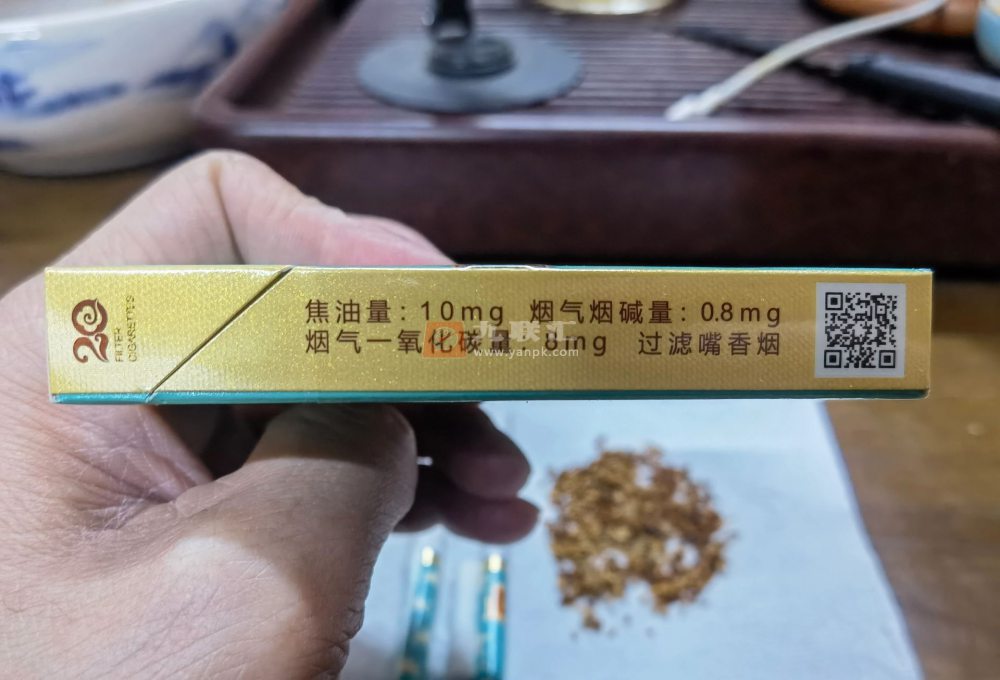 20
FILTER
CIGARETTES
焦油量：10mg 烟气烟碱量：0.8mg
烟气一氧化碳量：8mg 过滤嘴香烟
www.yanpk.com